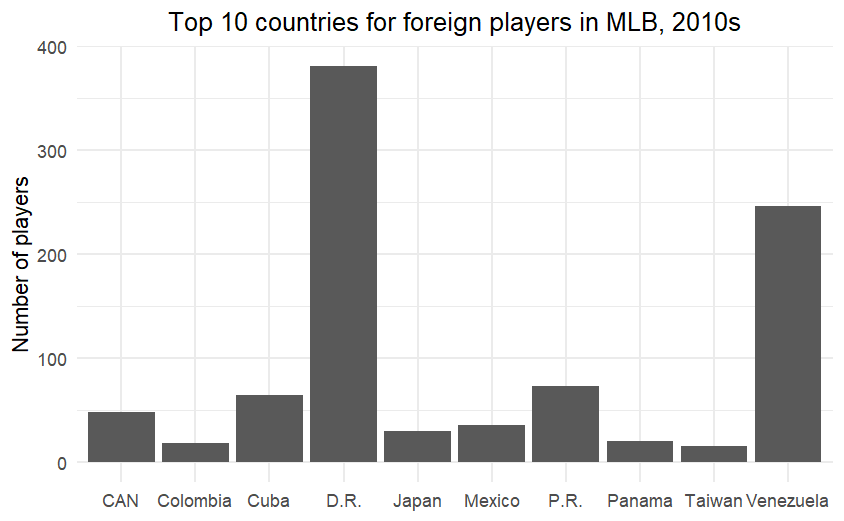 Top 10 countries for foreign players in MLB, 2010s
Number of players
400
300
200
100
0
CAN Colombia Cuba D.R. Japan Mexico P.R. Panama Taiwan Venezuela